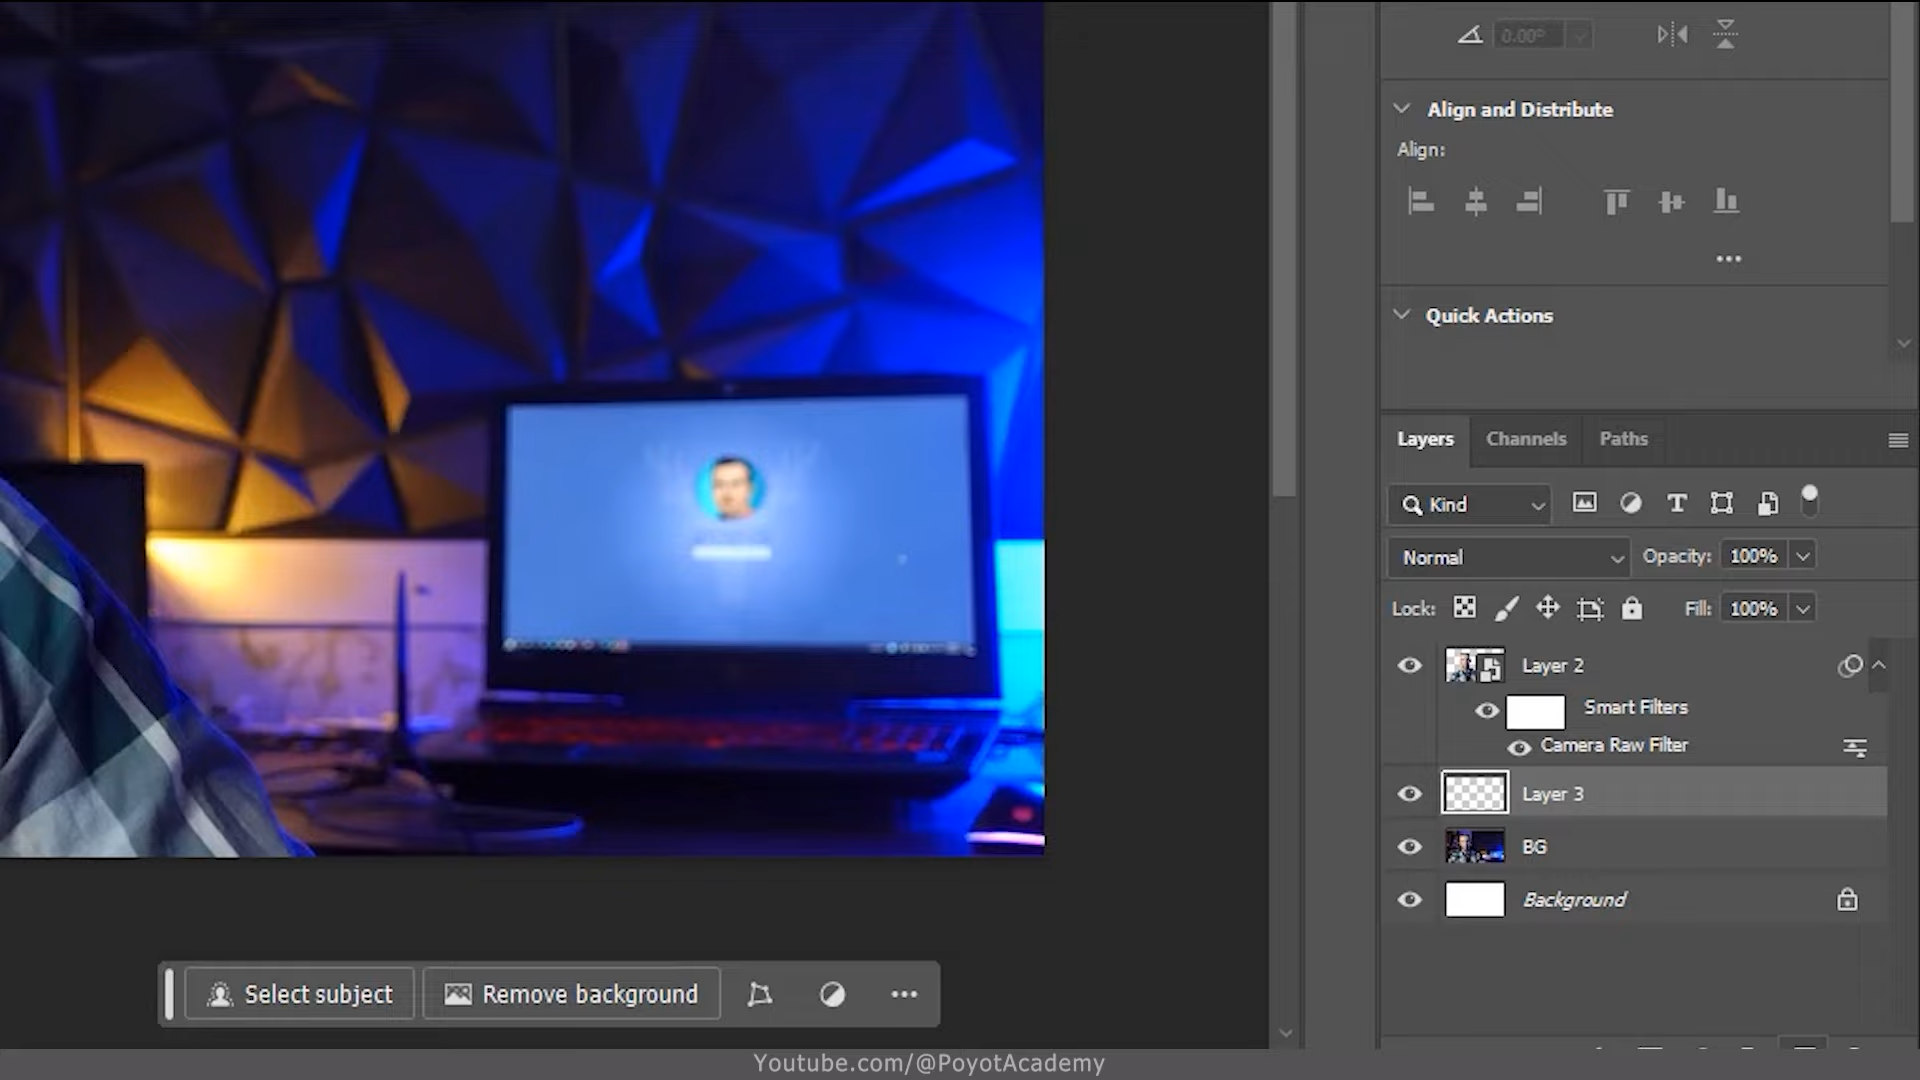 0.00°
Align and Distribute
Align:
Quick Actions
Layers Channels Paths
Kind
Normal Opacity: 100%
Lock: Fill: 100%
Layer 2
Smart Filters
Camera Raw Filter
Layer 3
BG
Background
Select subject Remove background
Youtube.com/@PoyotAcademy